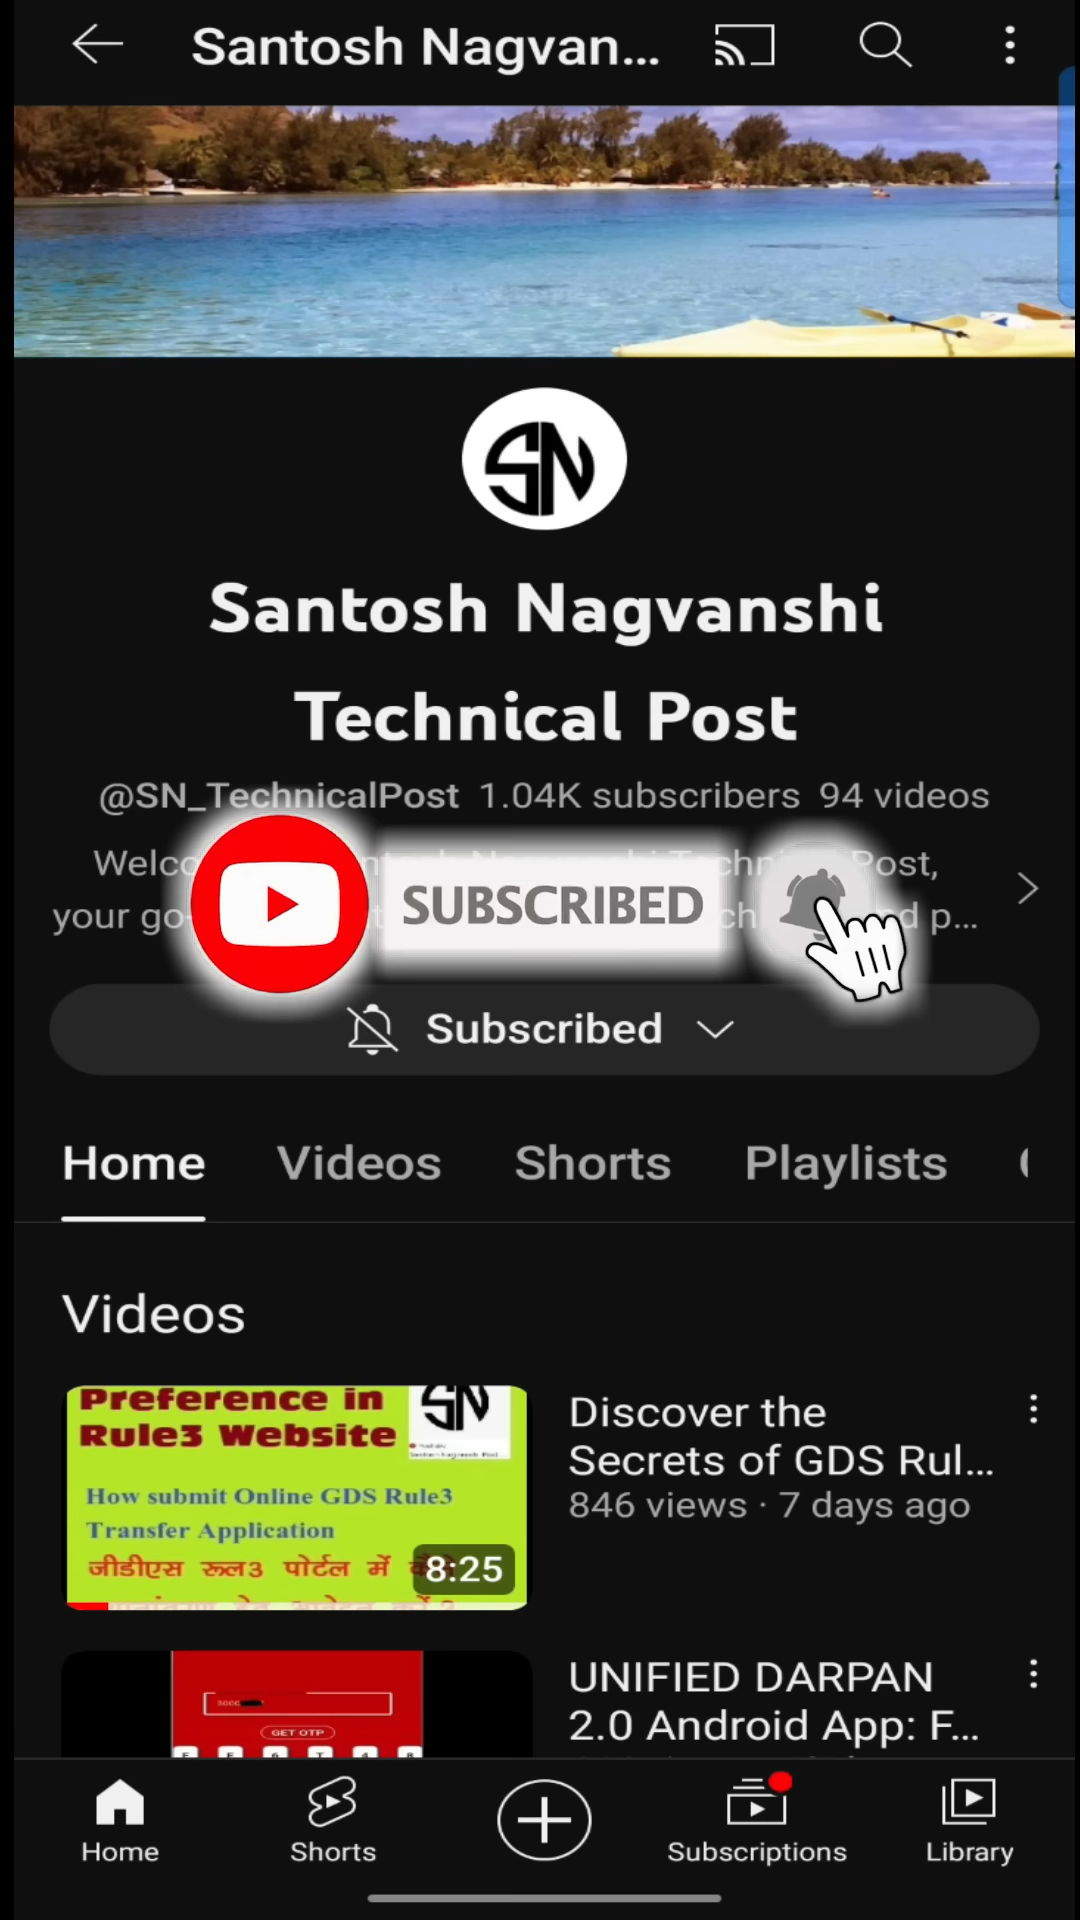 Santosh Nagvan...
SN
Santosh Nagvanshi
Technical Post
@SN_TechnicalPost 1.04K subscribers 94 videos
Post,
your
SUBSCRIBED
p...
Subscribed
Home Videos Shorts Playlists
Videos
Preference in
Rule3 Website
SN
How submit Online GDS Rule3
Transfer Application
जीडीएस रूल3 पोर्टल में
8:25
Discover the
Secrets of GDS Rul...
846 views · 7 days ago
GET OTP
UNIFIED DARPAN
2.0 Android App: F...
Home Shorts Subscriptions Library